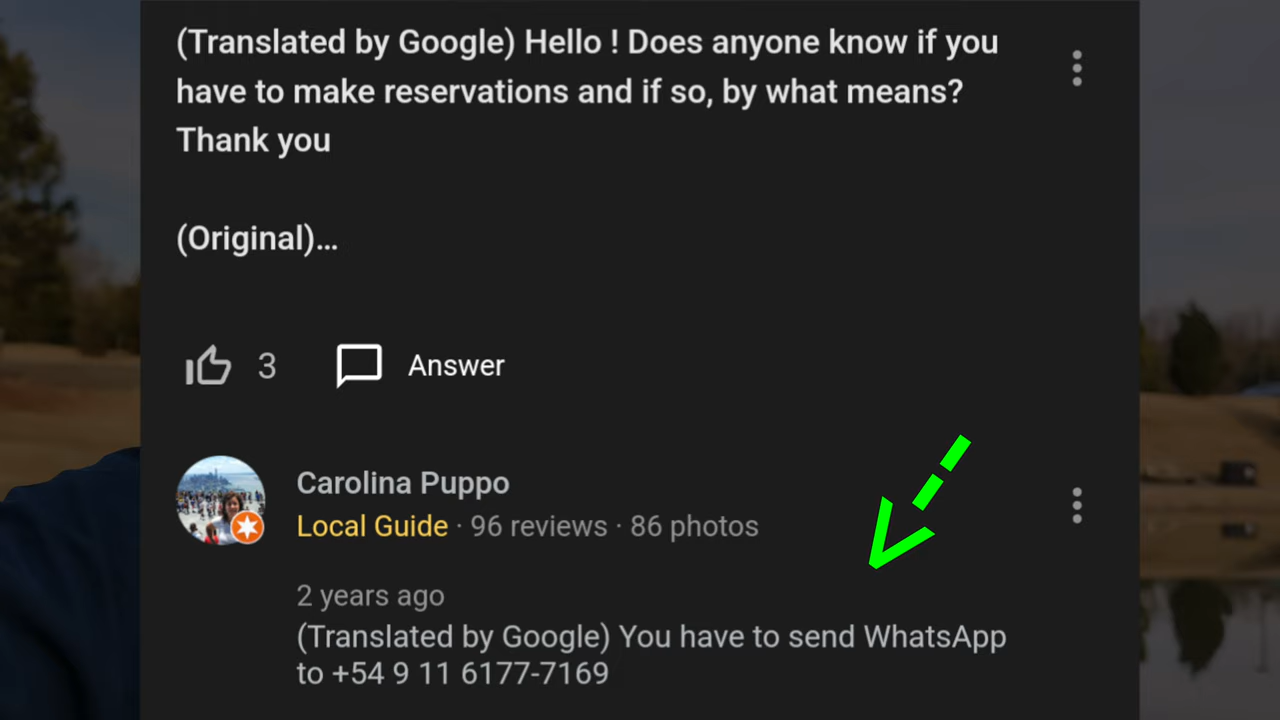 (Translated by Google) Hello ! Does anyone know if you
have to make reservations and if so, by what means?
Thank you
(Original)...
3 Answer
Carolina Puppo
Local Guide · 96 reviews · 86 photos
2 years ago
(Translated by Google) You have to send WhatsApp
to +54 9 11 6177-7169